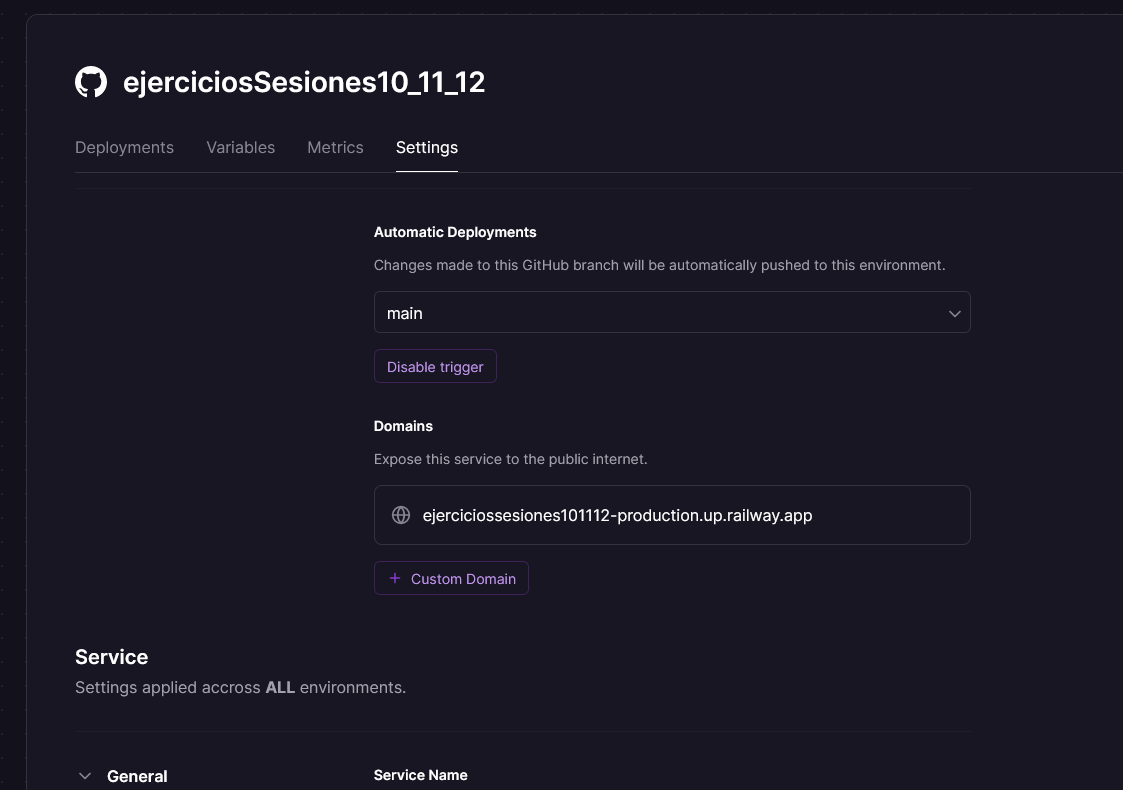 ejerciciosSesiones10_11_12
Deployments Variables Metrics Settings
Automatic Deployments
Changes made to this GitHub branch will be automatically pushed to this environment.
main
Disable trigger
Domains
Expose this service to the public internet.
ejerciciossesiones101112-production.up.railway.app
+ Custom Domain
Service
Settings applied accross ALL environments.
General
Service Name